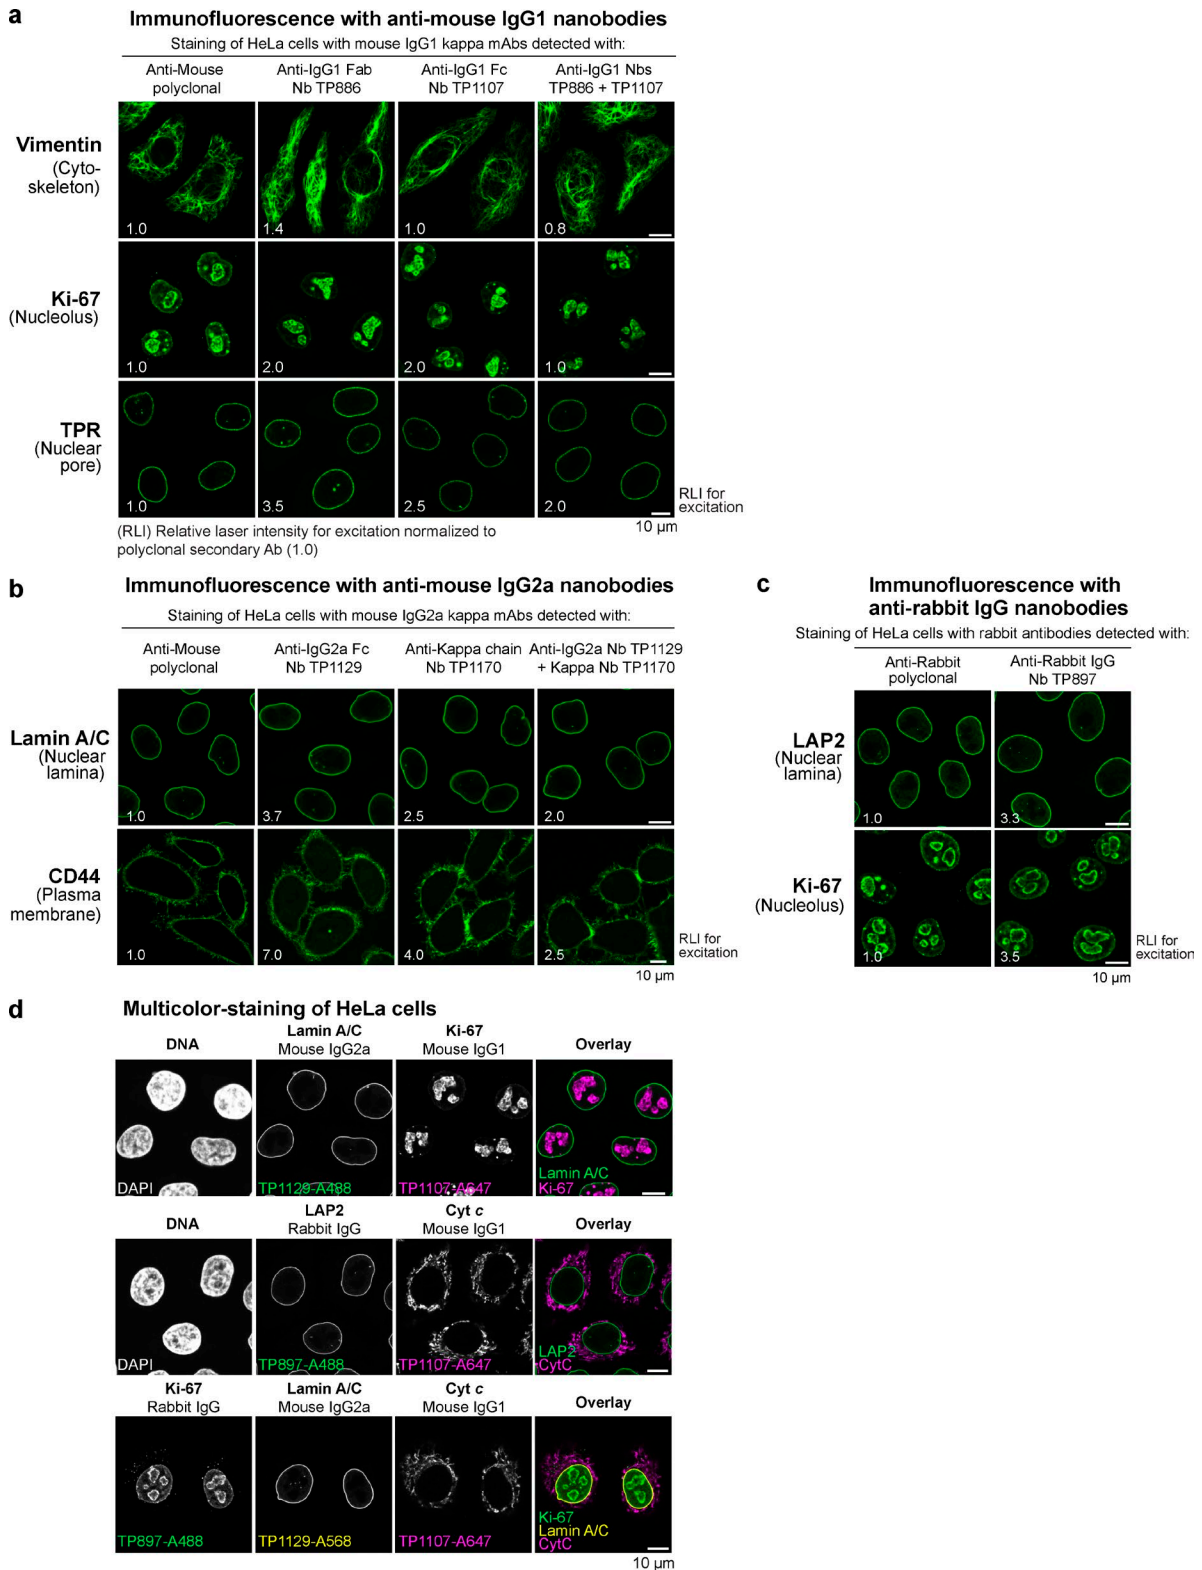 a
Immunofluorescence with anti-mouse IgG1 nanobodies
Staining of HeLa cells with mouse IgG1 kappa mAbs detected with:
Anti-Mouse polyclonal
Anti-IgG1 Fab Nb TP886
Anti-IgG1 Fc Nb TP1107
Anti-IgG1 Nbs TP886 + TP1107
Vimentin
(Cyto-
skeleton)
1.0
1.4
1.0
0.8
Ki-67
(Nucleolus)
1.0
2.0
2.0
1.0
TPR
(Nuclear
pore)
1.0
3.5
2.5
2.0
RLI for
excitation
10 µm
(RLI) Relative laser intensity for excitation normalized to
polyclonal secondary Ab (1.0)
b
Immunofluorescence with anti-mouse IgG2a nanobodies
Staining of HeLa cells with mouse IgG2a kappa mAbs detected with:
Anti-Mouse polyclonal
Anti-IgG2a Fc Nb TP1129
Anti-Kappa chain Nb TP1170
Anti-IgG2a Nb TP1129 + Kappa Nb TP1170
Lamin A/C
(Nuclear
lamina)
1.0
3.7
2.5
2.0
CD44
(Plasma
membrane)
1.0
7.0
4.0
2.5
RLI for
excitation
10 µm
c
Immunofluorescence with
anti-rabbit IgG nanobodies
Staining of HeLa cells with rabbit antibodies detected with:
Anti-Rabbit polyclonal
Anti-Rabbit IgG Nb TP897
LAP2
(Nuclear
lamina)
1.0
3.3
Ki-67
(Nucleolus)
1.0
3.5
RLI for
excitation
10 µm
d
Multicolor-staining of HeLa cells
DNA
Lamin A/C
Mouse IgG2a
Ki-67
Mouse IgG1
Overlay
DAPI
TP1129-A488
TP1107-A647
Lamin A/C
Ki-67
DNA
LAP2
Rabbit IgG
Cyt c
Mouse IgG1
Overlay
DAPI
TP897-A488
TP1107-A647
LAP2
CytC
Ki-67
Rabbit IgG
Lamin A/C
Mouse IgG2a
Cyt c
Mouse IgG1
Overlay
TP897-A488
TP1129-A568
TP1107-A647
Ki-67
Lamin A/C
CytC
10 µm